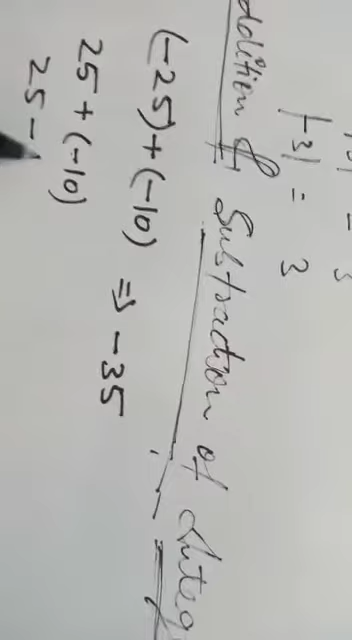 |-3| = 3
Addition & Subtraction of Integ
(-25) + (-10) ⇒ -35
25 + (-10)
25 -